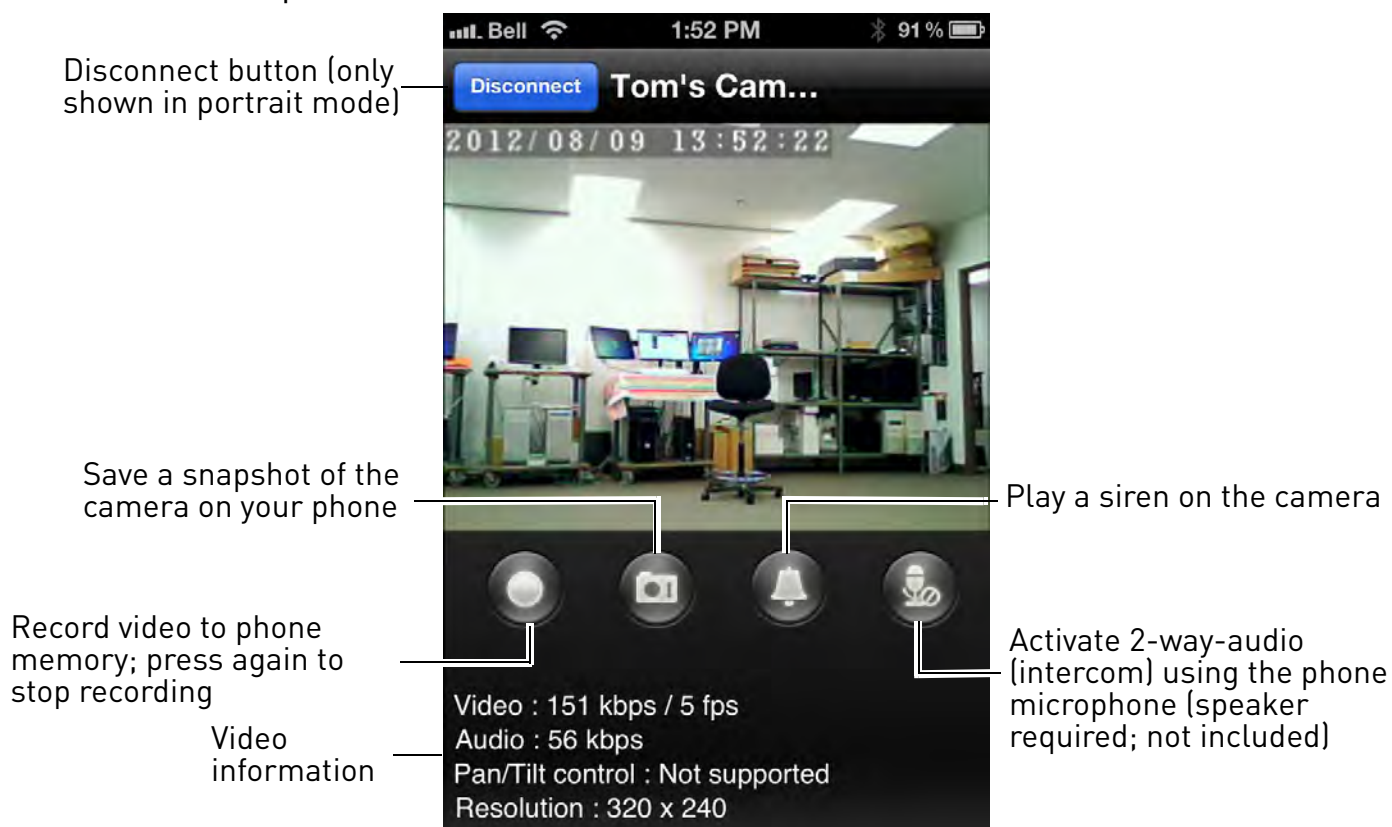 Bell 1:52 PM 91 %
Disconnect button (only
shown in portrait mode)
Disconnect Tom's Cam...
2012/08/09 13:52:22
Save a snapshot of the
camera on your phone
Play a siren on the camera
Record video to phone
memory; press again to
stop recording
Activate 2-way-audio
(intercom) using the phone
microphone (speaker
required; not included)
Video
information
Video : 151 kbps / 5 fps
Audio : 56 kbps
Pan/Tilt control : Not supported
Resolution : 320 x 240